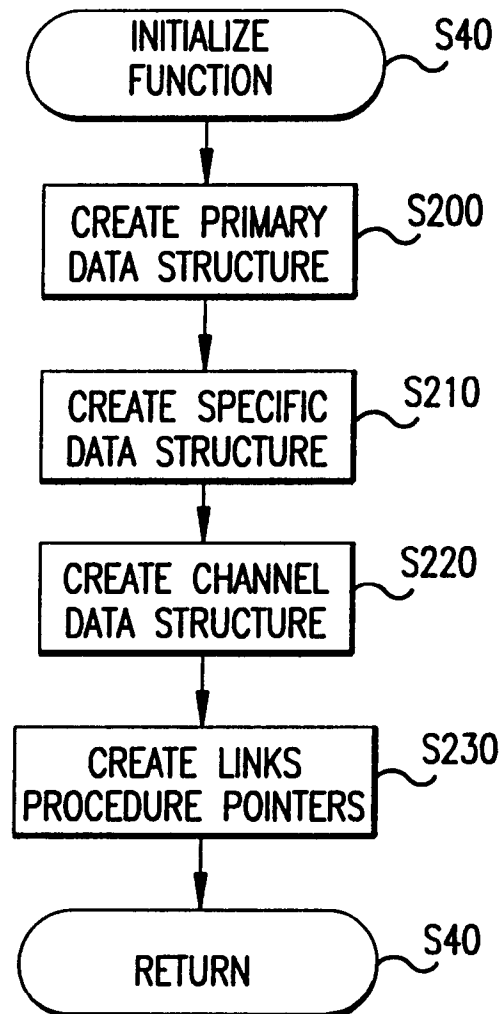 INITIALIZE
FUNCTION
S40
CREATE PRIMARY
DATA STRUCTURE
S200
CREATE SPECIFIC
DATA STRUCTURE
S210
CREATE CHANNEL
DATA STRUCTURE
S220
CREATE LINKS
PROCEDURE POINTERS
S230
RETURN
S40